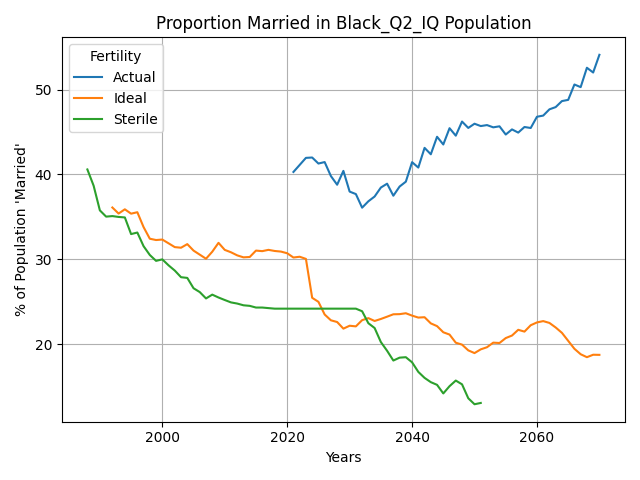 Proportion Married in Black_Q2_IQ Population
Fertility
Actual
Ideal
Sterile
% of Population 'Married'
50
40
30
20
2000
2020
2040
2060
Years